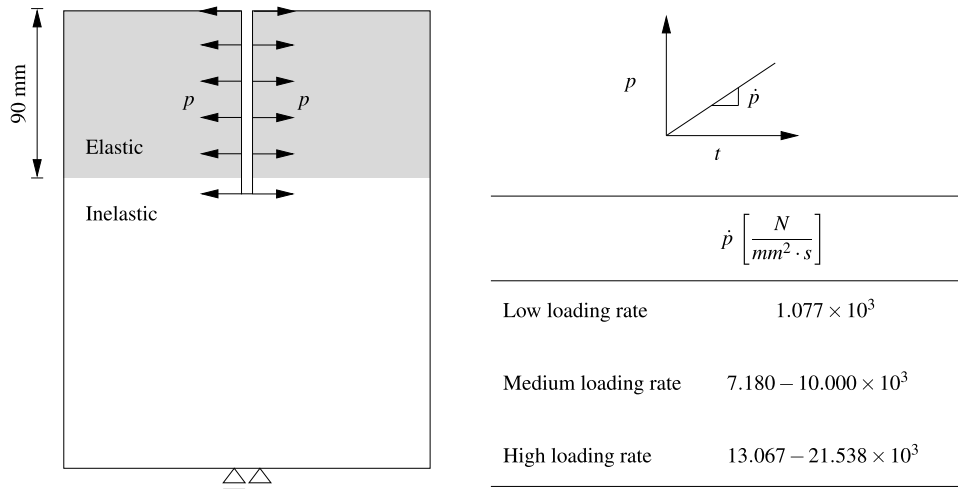 90 mm
p
p
Elastic
Inelastic
p
ṗ
t
ṗ [N / mm² · s]
Low loading rate 1.077 × 10³
Medium loading rate 7.180 − 10.000 × 10³
High loading rate 13.067 − 21.538 × 10³